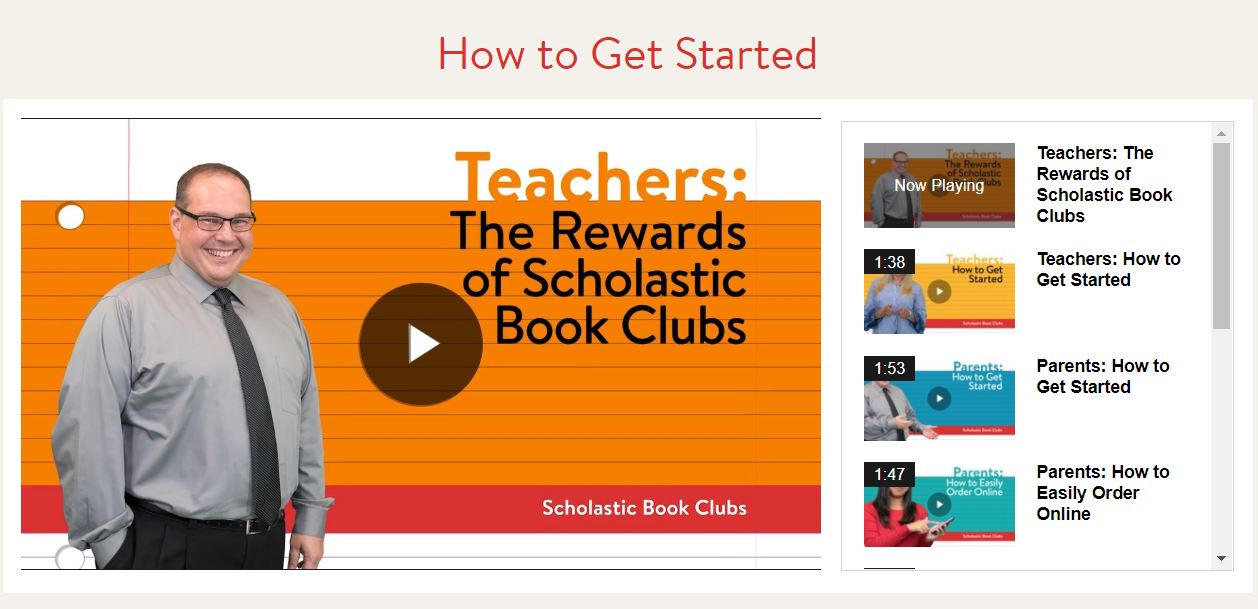 How to Get Started
Teachers:
The Rewards
of Scholastic
Book Clubs
Scholastic Book Clubs
Teachers:
The Rewards
of Scholastic
Book Clubs
Now Playing
Teachers: The
Rewards of
Scholastic Book
Clubs
1:38
Teachers:
How to Get
Started
Scholastic Book Clubs
Teachers: How to
Get Started
1:53
Parents:
How to Get
Started
Scholastic Book Clubs
Parents: How to
Get Started
1:47
Parents:
How to Easily
Order Online
Scholastic Book Clubs
Parents: How to
Easily Order
Online